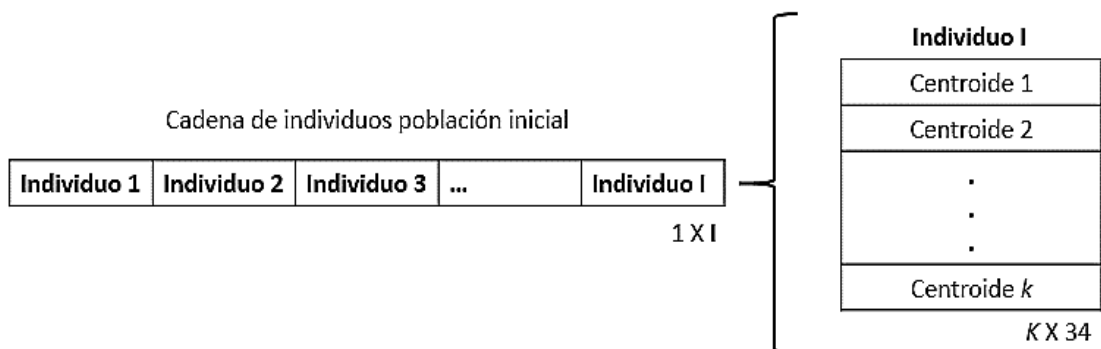 Cadena de individuos población inicial
Individuo 1 Individuo 2 Individuo 3 ... Individuo I
1 X I
Individuo I
Centroide 1
Centroide 2
.
.
.
Centroide k
K X 34